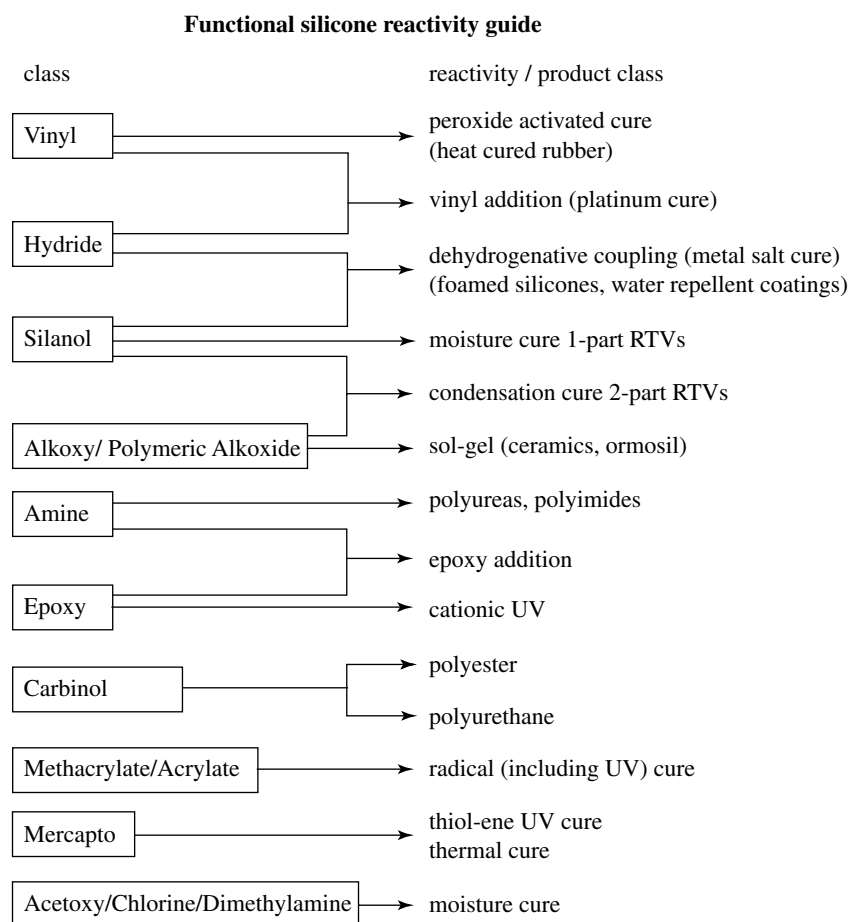 Functional silicone reactivity guide
class
reactivity / product class
Vinyl
peroxide activated cure
(heat cured rubber)
vinyl addition (platinum cure)
Hydride
dehydrogenative coupling (metal salt cure)
(foamed silicones, water repellent coatings)
Silanol
moisture cure 1-part RTVs
condensation cure 2-part RTVs
Alkoxy/ Polymeric Alkoxide
sol-gel (ceramics, ormosil)
Amine
polyureas, polyimides
epoxy addition
Epoxy
cationic UV
Carbinol
polyester
polyurethane
Methacrylate/Acrylate
radical (including UV) cure
Mercapto
thiol-ene UV cure
thermal cure
Acetoxy/Chlorine/Dimethylamine
moisture cure